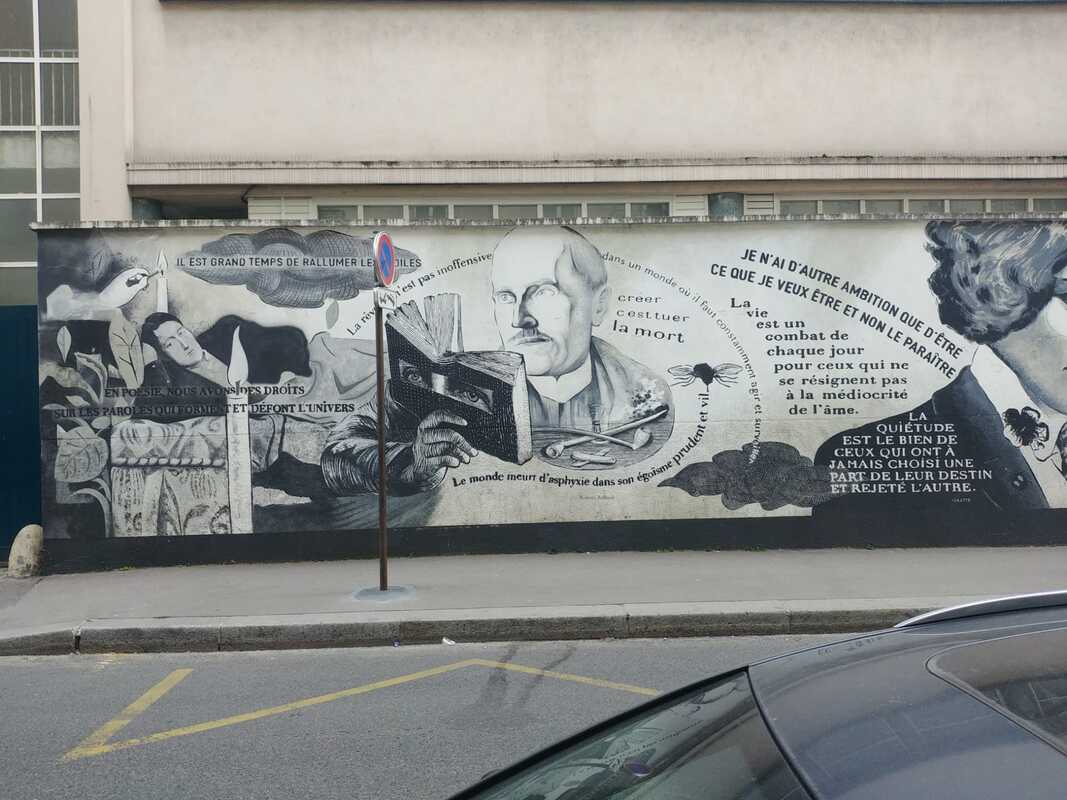 IL EST GRAND TEMPS DE RALLUMER LES ÉTOILES
EN POÉSIE, NOUS AVONS DES DROITS
SUR LES PAROLES QUI FORMENT ET DÉFONT L'UNIVERS
La rêve n'est pas inoffensive
dans un monde où il faut constamment agir et
créer
c'est tuer
la mort
Le monde meurt d'asphyxie dans son égoïsme prudent et vil
JE N'AI D'AUTRE AMBITION QUE D'ÊTRE
CE QUE JE VEUX ÊTRE ET NON LE PARAÎTRE
La
vie
est un
combat de
chaque jour
pour ceux qui ne
se résignent pas
à la médiocrité
de l'âme.
LA
QUIÉTUDE
EST LE BIEN DE
CEUX QUI ONT À
JAMAIS CHOISI UNE
PART DE LEUR DESTIN
ET REJETÉ L'AUTRE.